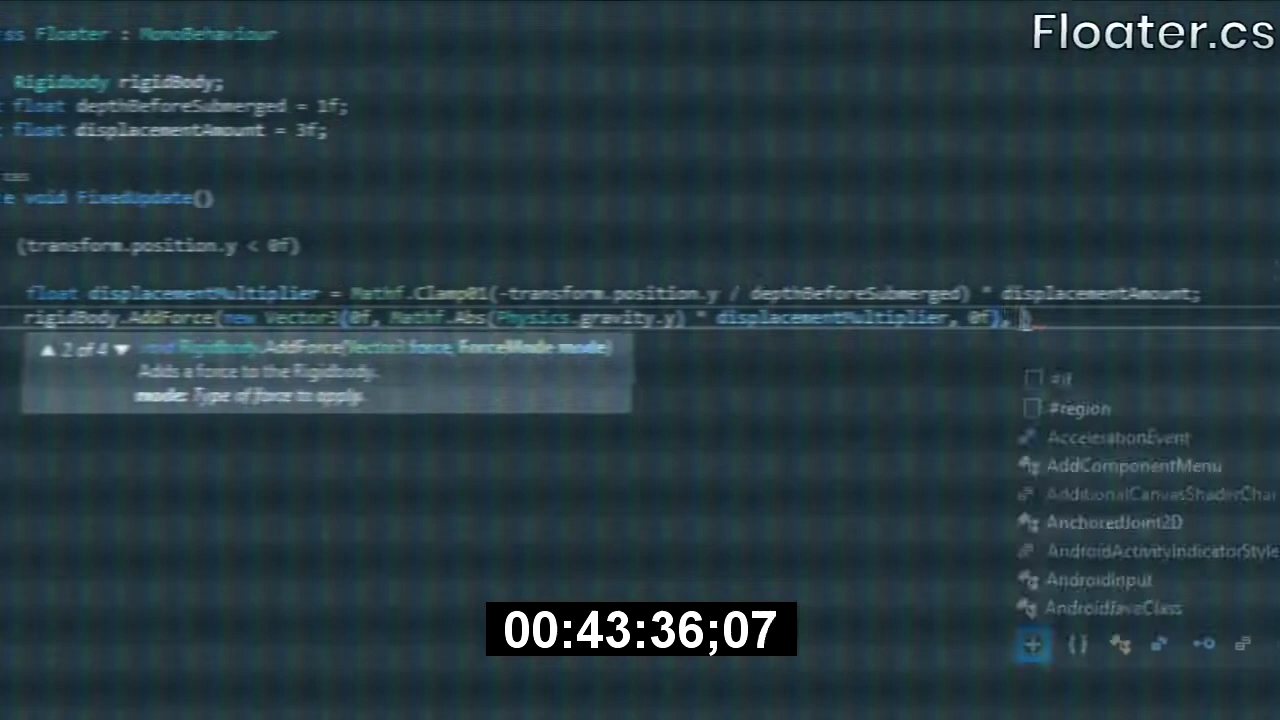 Floater.cs
ss Floater : MonoBehaviour
Rigidbody rigidBody;
t float depthBeforeSubmerged = 1f;
t float displacementAmount = 3f;
e void FixedUpdate()
(transform.position.y < 0f)
float displacementMultiplier = Mathf.Clamp01(-transform.position.y / depthBeforeSubmerged) * displacementAmount;
rigidBody.AddForce(new Vector3(0f, Mathf.Abs(Physics.gravity.y) * displacementMultiplier, 0f), )
▲ 2 of 4 ▼ void Rigidbody.AddForce(Vector3 force, ForceMode mode)
Adds a force to the Rigidbody.
mode: Type of force to apply.
#if
#region
AccelerationEvent
AddComponentMenu
AdditionalCanvasShaderChan
AnchoredJoint2D
AndroidActivityIndicatorStyle
AndroidInput
AndroidJavaClass
00:43:36;07